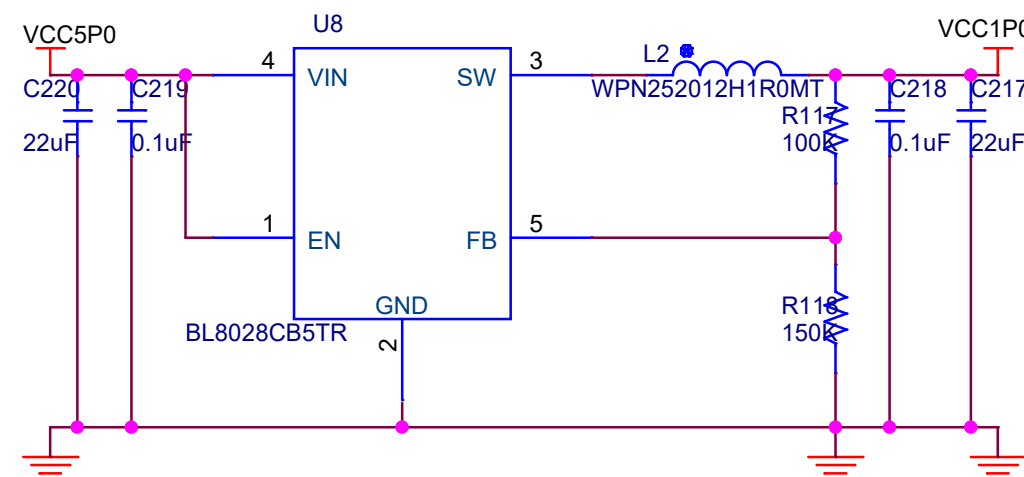 U8
VCC5P0
VCC1P0
4
VIN
SW
3
L2
C220
C219
WPN252012H1R0MT
C218
C217
R117
22uF
0.1uF
100K
0.1uF
22uF
1
EN
FB
5
GND
R118
BL8028CB5TR
2
150K